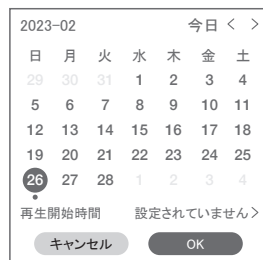 2023-02 今日 < >
日 月 火 水 木 金 土
29 30 31 1 2 3 4
5 6 7 8 9 10 11
12 13 14 15 16 17 18
19 20 21 22 23 24 25
26 27 28 1 2 3 4
再生開始時間 設定されていません>
キャンセル OK